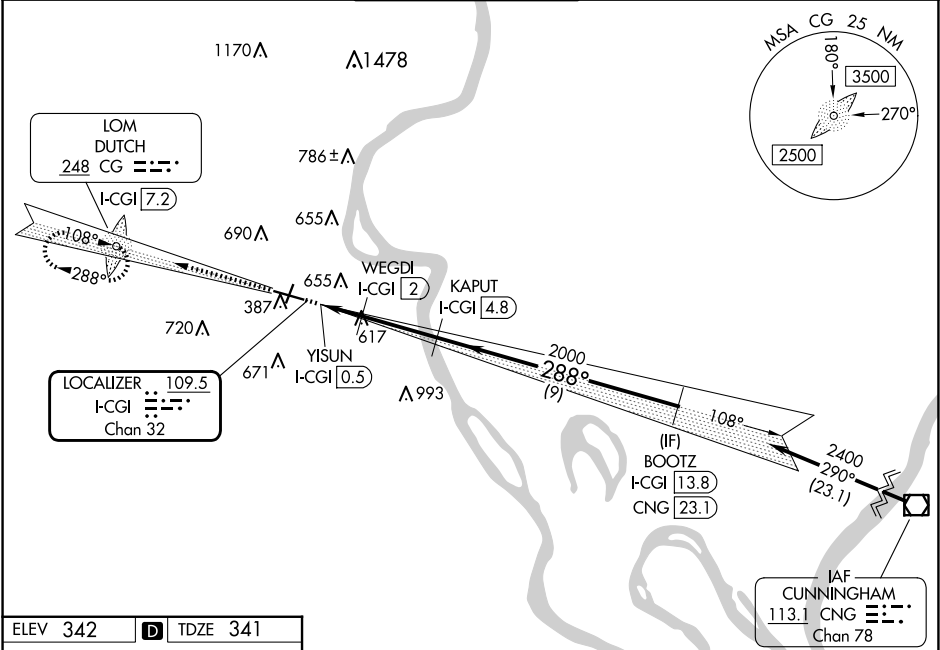 MSA CG 25 NM
180°
3500
270°
2500
1170
1478
LOM
DUTCH
248 CG
I-CGI 7.2
786±
690
655
108°
288°
655
WEGDI
I-CGI 2
KAPUT
I-CGI 4.8
387
617
720
671
YISUN
I-CGI 0.5
993
LOCALIZER 109.5
I-CGI
Chan 32
2000
288°
(9)
108°
(IF)
BOOTZ
I-CGI 13.8
CNG 23.1
2400
290°
(23.1)
IAF
CUNNINGHAM
113.1 CNG
Chan 78
ELEV 342 D TDZE 341